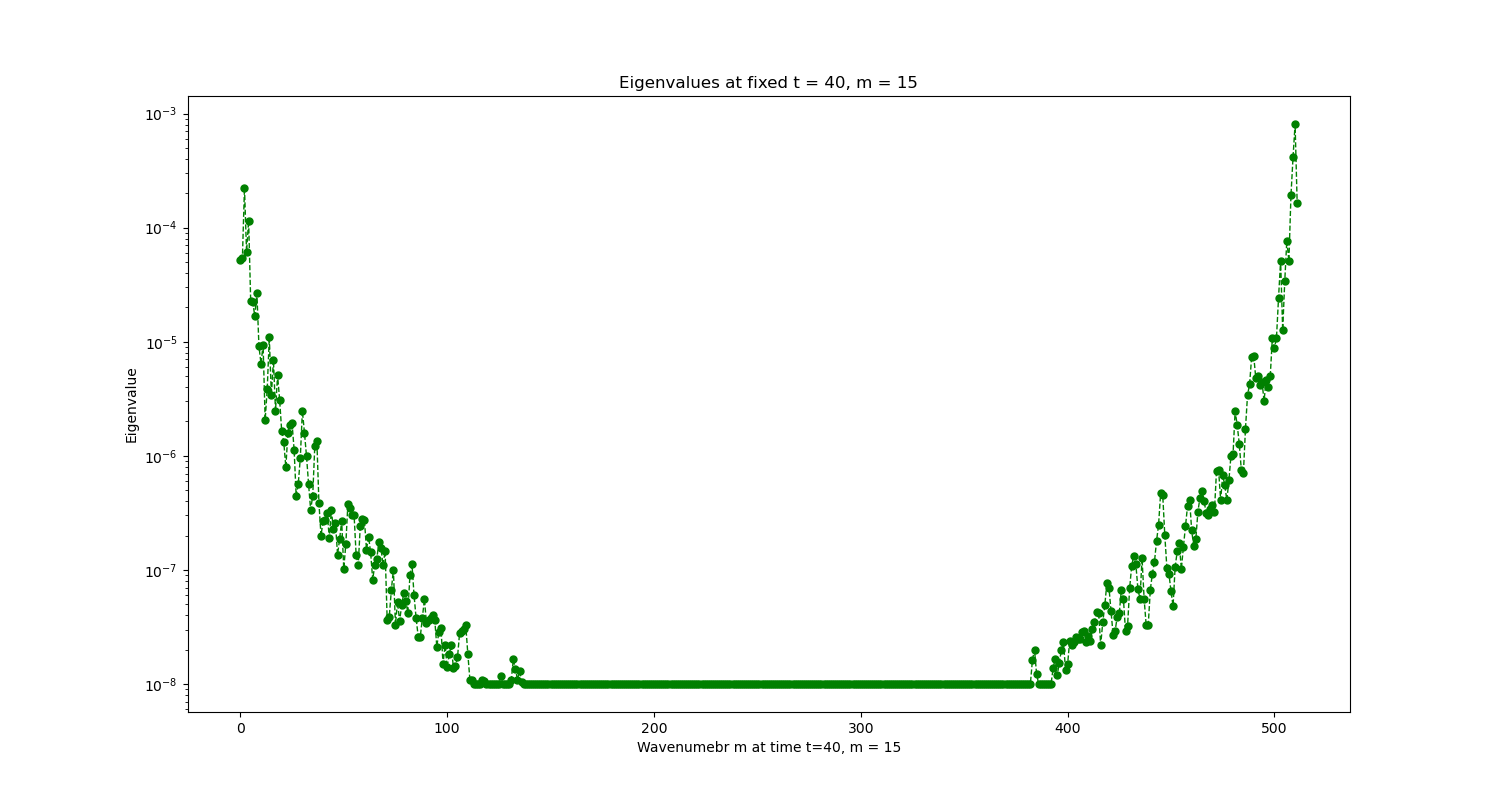 Eigenvalues at fixed t = 40, m = 15
10⁻³
10⁻⁴
10⁻⁵
10⁻⁶
10⁻⁷
10⁻⁸
Eigenvalue
0 100 200 300 400 500
Wavenumebr m at time t=40, m = 15